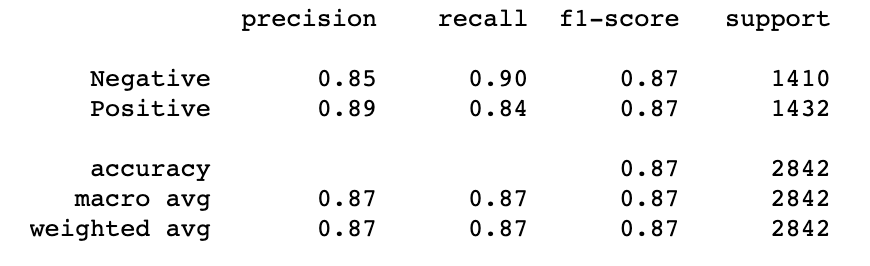 precision recall f1-score support
Negative 0.85 0.90 0.87 1410
Positive 0.89 0.84 0.87 1432
accuracy 0.87 2842
macro avg 0.87 0.87 0.87 2842
weighted avg 0.87 0.87 0.87 2842